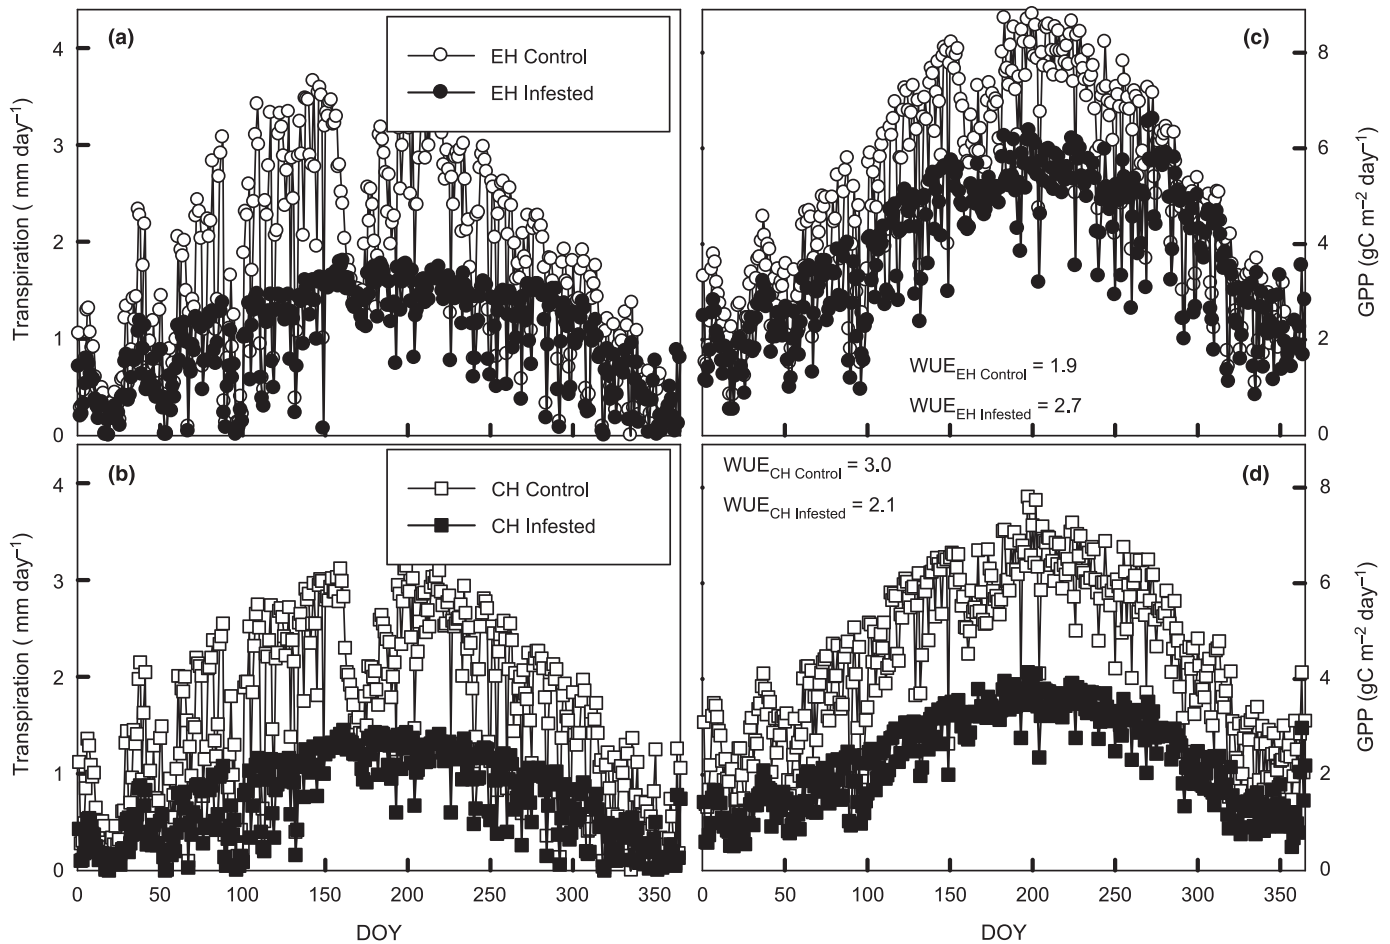 (a)
EH Control
EH Infested
4
3
2
1
0
Transpiration ( mm day⁻¹)
(c)
8
6
4
2
0
GPP (gC m⁻² day⁻¹)
WUE_EH Control = 1.9
WUE_EH Infested = 2.7
(b)
CH Control
CH Infested
4
3
2
1
0
Transpiration ( mm day⁻¹)
0 50 100 150 200 250 300 350
DOY
WUE_CH Control = 3.0
WUE_CH Infested = 2.1
(d)
8
6
4
2
0
GPP (gC m⁻² day⁻¹)
0 50 100 150 200 250 300 350
DOY